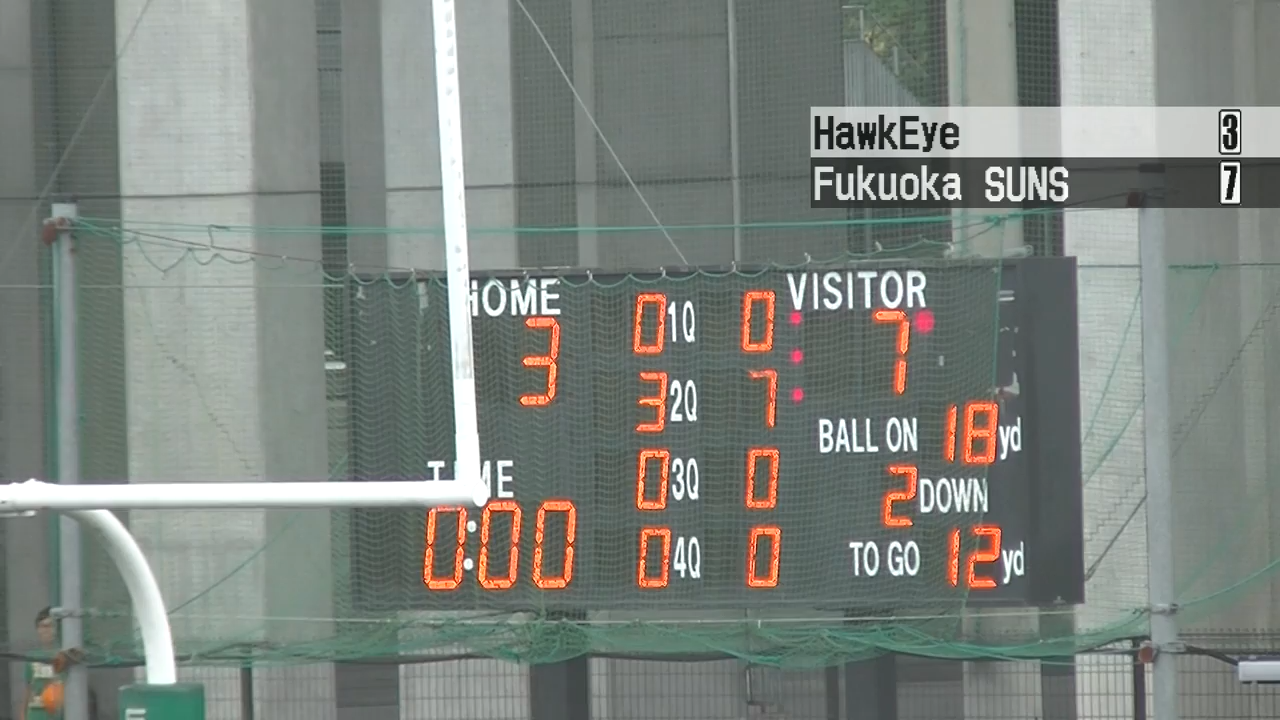 HawkEye 3
Fukuoka SUNS 7
HOME 0 1Q 0 VISITOR
3 7
3 2Q 7
BALL ON 18 yd
TIME 0 3Q 0 2 DOWN
0:00 0 4Q 0 TO GO 12 yd